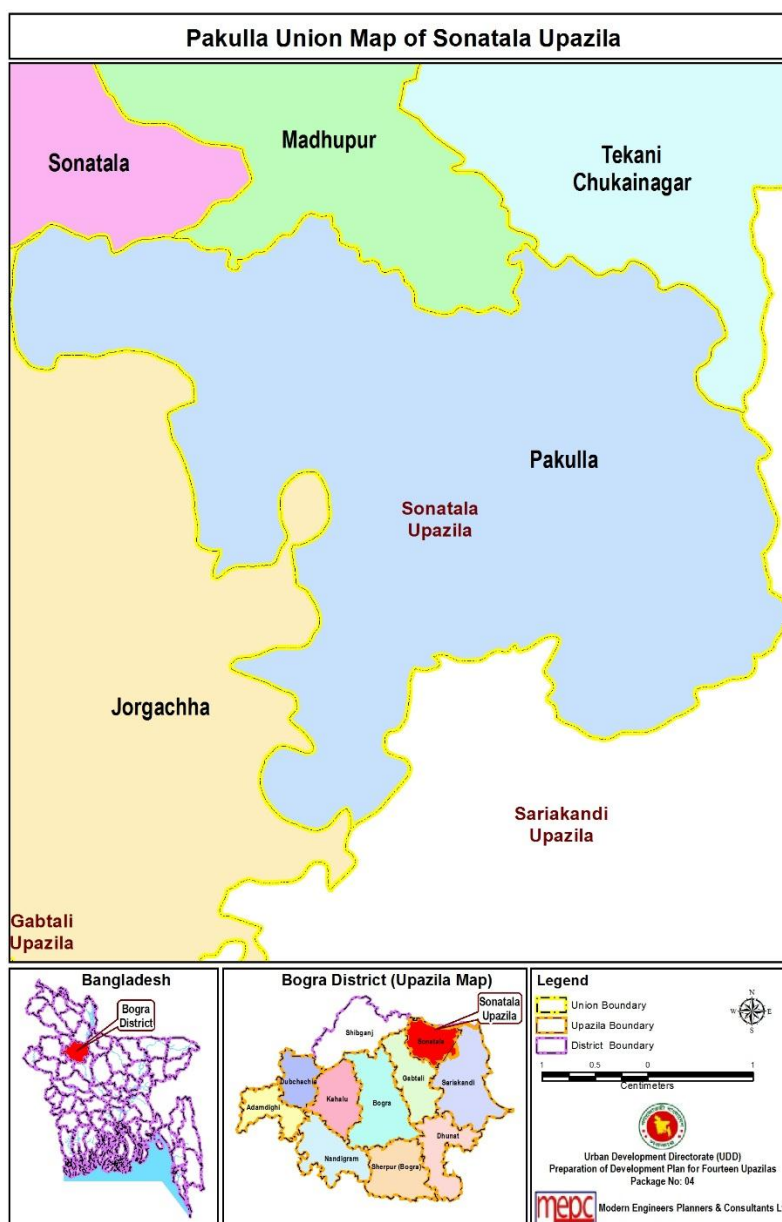 Pakulla Union Map of Sonatala Upazila
Madhupur
Sonatala
Tekani
Chukainagar
Pakulla
Sonatala
Upazila
Jorgachha
Sariakandi
Upazila
Gabtali
Upazila
Bangladesh
Bogra
District
Bogra District (Upazila Map)
Sonatala
Upazila
Shibganj
Sonatala
Dubchachia
Kahalu
Bogra
Gabtali
Sariakandi
Adamdighi
Nandigram
Sherpur (Bogra)
Dhunat
Legend
Union Boundary
Upazila Boundary
District Boundary
N
W
E
S
1 0.5 0 1
Centimeters
Urban Development Directorate (UDD)
Preparation of Development Plan for Fourteen Upazilas
Package No: 04
mepc Modern Engineers Planners & Consultants L